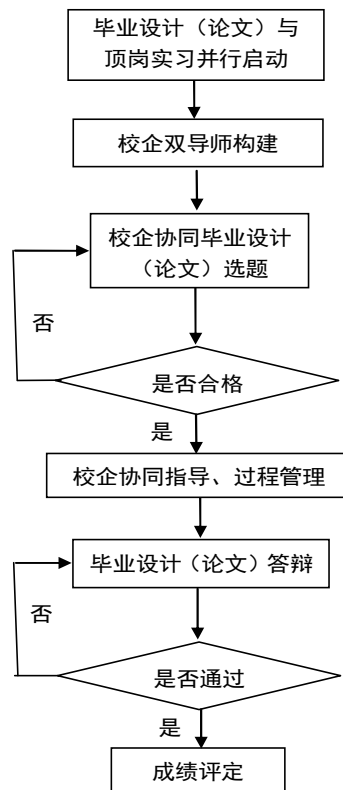 毕业设计（论文）与
顶岗实习并行启动
校企双导师构建
校企协同毕业设计
（论文）选题
否
是否合格
是
校企协同指导、过程管理
毕业设计（论文）答辩
否
是否通过
是
成绩评定